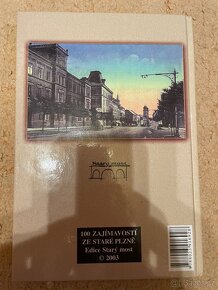 Starý most
100 ZAJÍMAVOSTÍ
ZE STARÉ PLZNĚ
Edice Starý most
© 2003